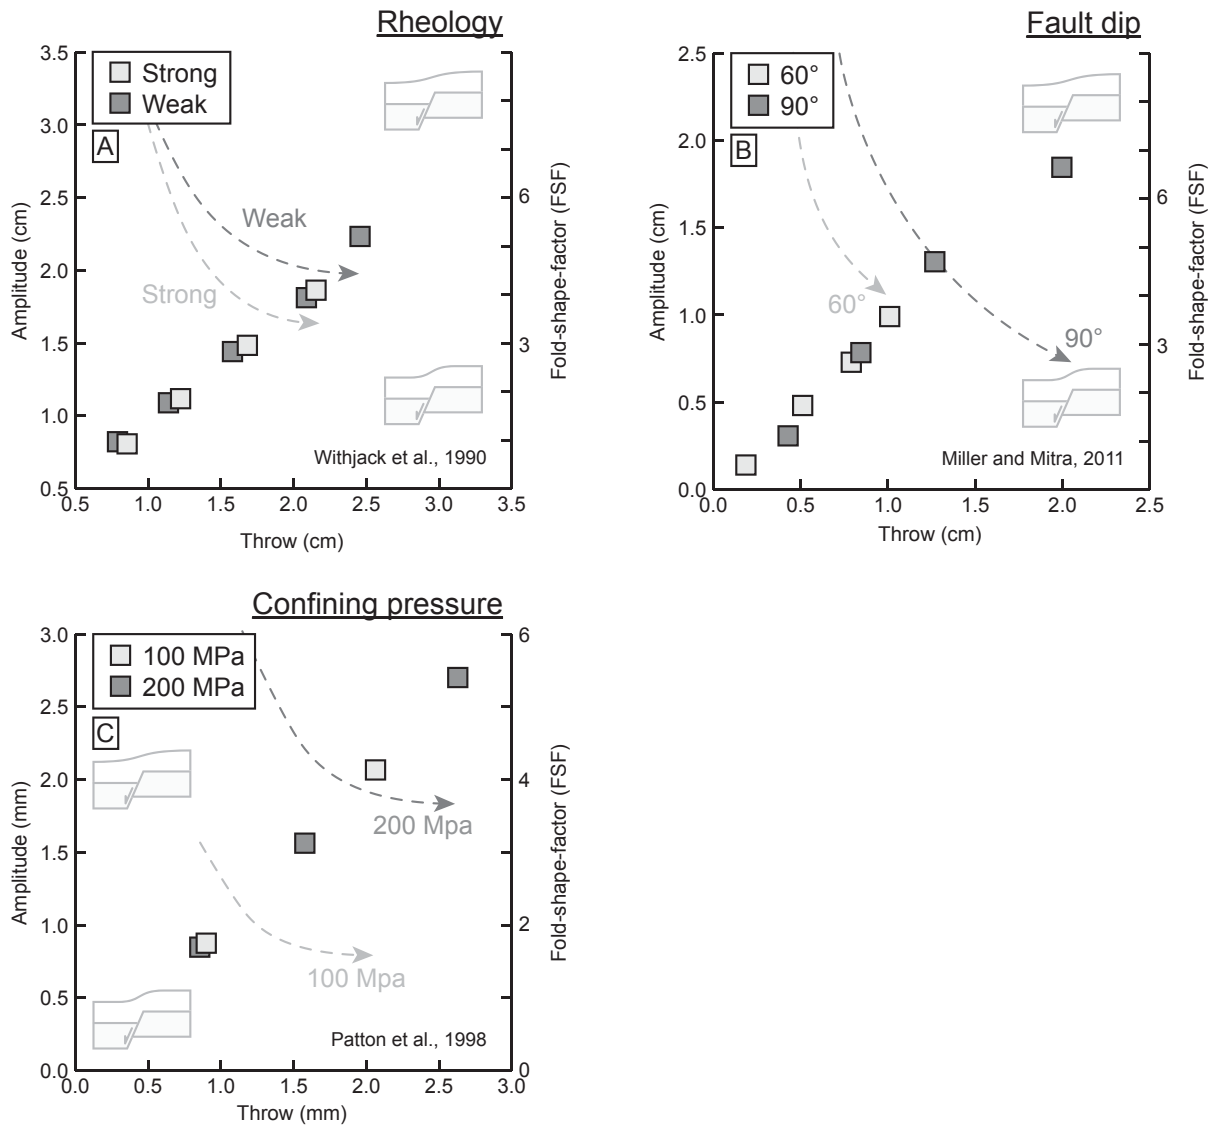 Rheology
3.5
3.0
2.5
2.0
1.5
1.0
0.5
Amplitude (cm)
Strong
Weak
A
Weak
Strong
6
3
Fold-shape-factor (FSF)
Withjack et al., 1990
0.5 1.0 1.5 2.0 2.5 3.0 3.5
Throw (cm)
Fault dip
2.5
2.0
1.5
1.0
0.5
0.0
Amplitude (cm)
60°
90°
B
60°
90°
6
3
Fold-shape-factor (FSF)
Miller and Mitra, 2011
0.0 0.5 1.0 1.5 2.0 2.5
Throw (cm)
Confining pressure
3.0
2.5
2.0
1.5
1.0
0.5
0.0
Amplitude (mm)
100 MPa
200 MPa
C
200 Mpa
100 Mpa
6
4
2
0
Fold-shape-factor (FSF)
Patton et al., 1998
0.0 0.5 1.0 1.5 2.0 2.5 3.0
Throw (mm)